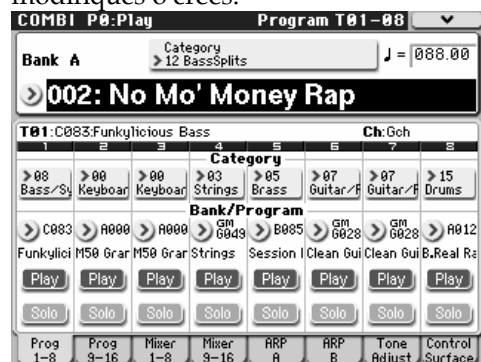 modifiques o crées.
COMBI P0:Play Program T01-08
Category
Bank A 12 BassSplits ♩ = 088.00
002: No Mo' Money Rap
T01:C083:Funkylicious Bass Ch:Gch
1 2 3 4 5 6 7 8
Category
08 00 00 03 05 07 07 15
Bass/Sy Keyboar Keyboar Strings Brass Guitar/F Guitar/F Drums
Bank/Program
C083 A000 A000 GM G049 B085 GM G028 GM G028 A012
Funkylici M50 Grar M50 Grar Strings Session Clean Gui Clean Gui B.Real Ra
Play Play Play Play Play Play Play Play
Solo Solo Solo Solo Solo Solo Solo Solo
Prog 1-8 Prog 9-16 Mixer 1-8 Mixer 9-16 ARP A ARP B Tone Adjust Control Surface